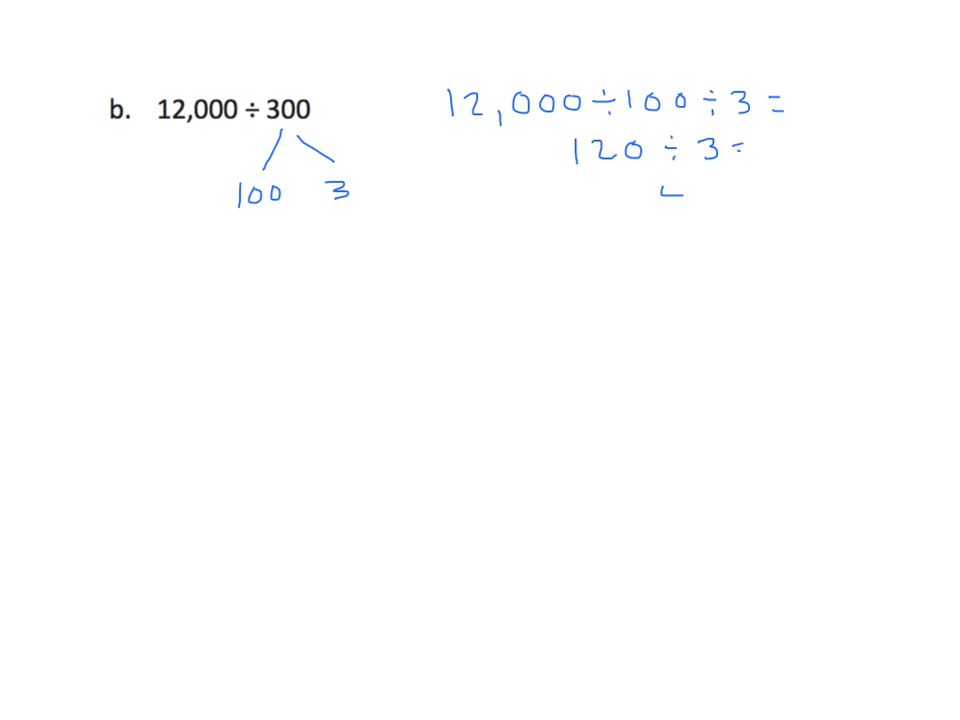 b. 12,000 ÷ 300
100 3
12,000 ÷ 100 ÷ 3 =
120 ÷ 3 =